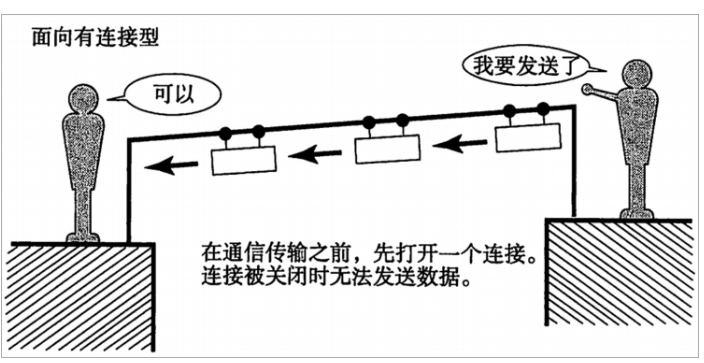 面向有连接型
我要发送了
可以
在通信传输之前，先打开一个连接。
连接被关闭时无法发送数据。